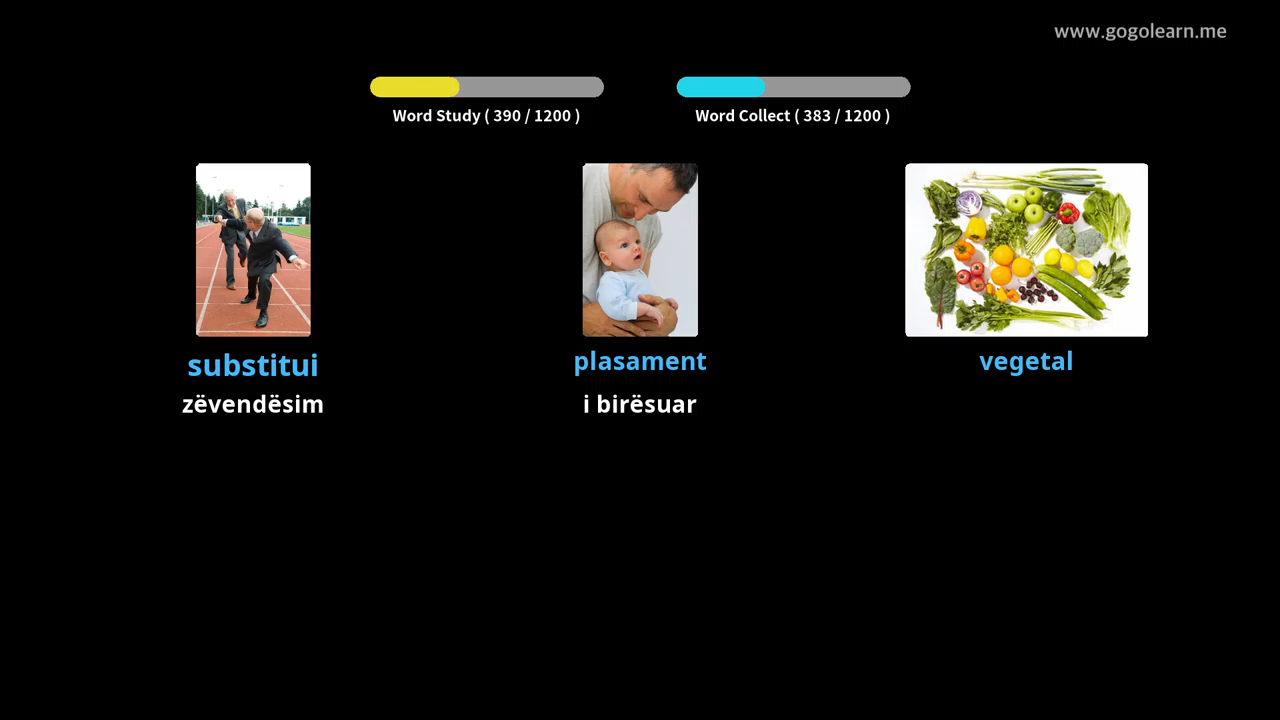 www.gogolearn.me
Word Study ( 390 / 1200 )
Word Collect ( 383 / 1200 )
substitui
plasament
vegetal
zëvendësim
i birësuar